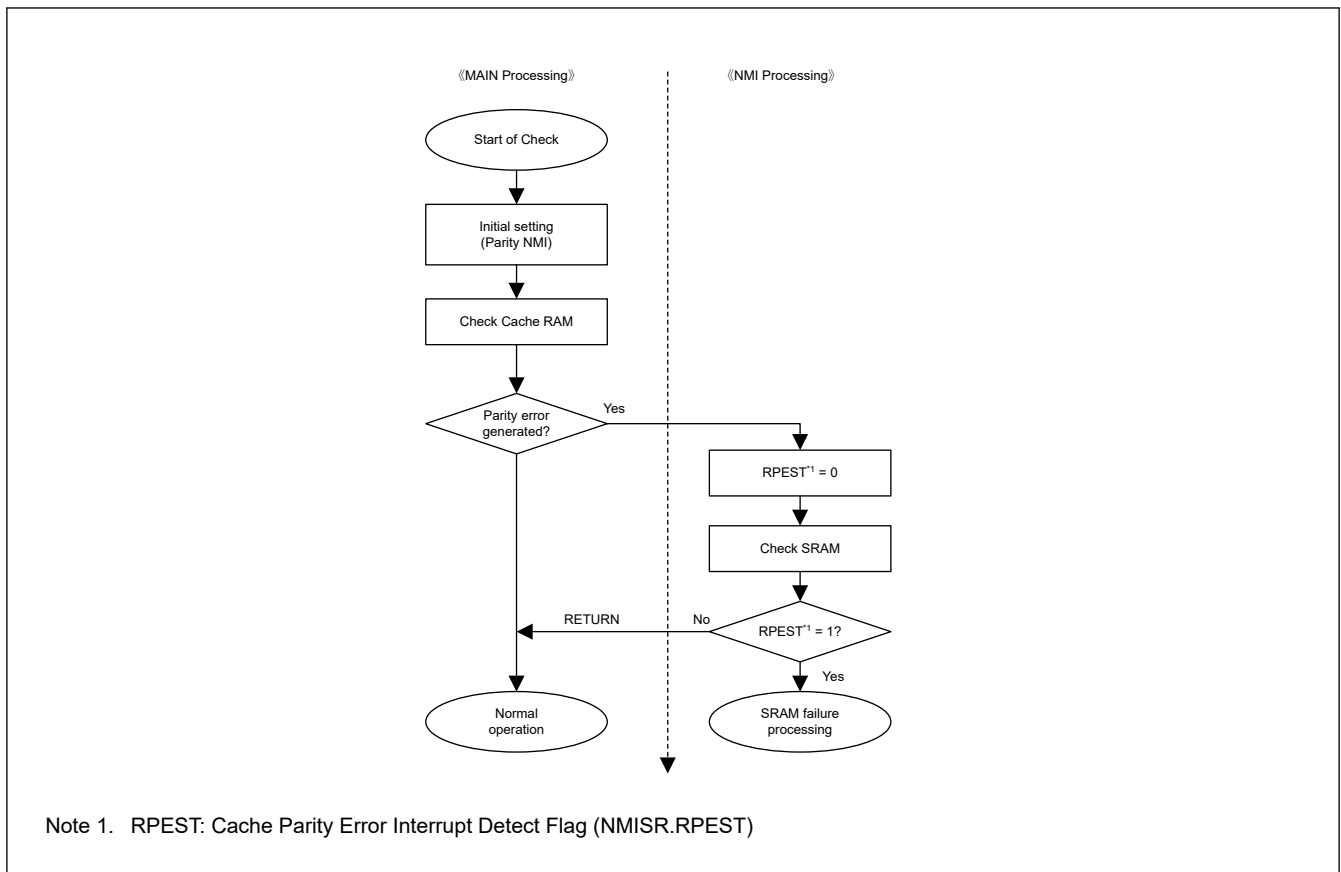 《MAIN Processing》
《NMI Processing》
Start of Check
Initial setting
(Parity NMI)
Check Cache RAM
Parity error
generated?
Yes
RPEST*1 = 0
Check SRAM
RETURN
No
RPEST*1 = 1?
Yes
Normal
operation
SRAM failure
processing
Note 1. RPEST: Cache Parity Error Interrupt Detect Flag (NMISR.RPEST)